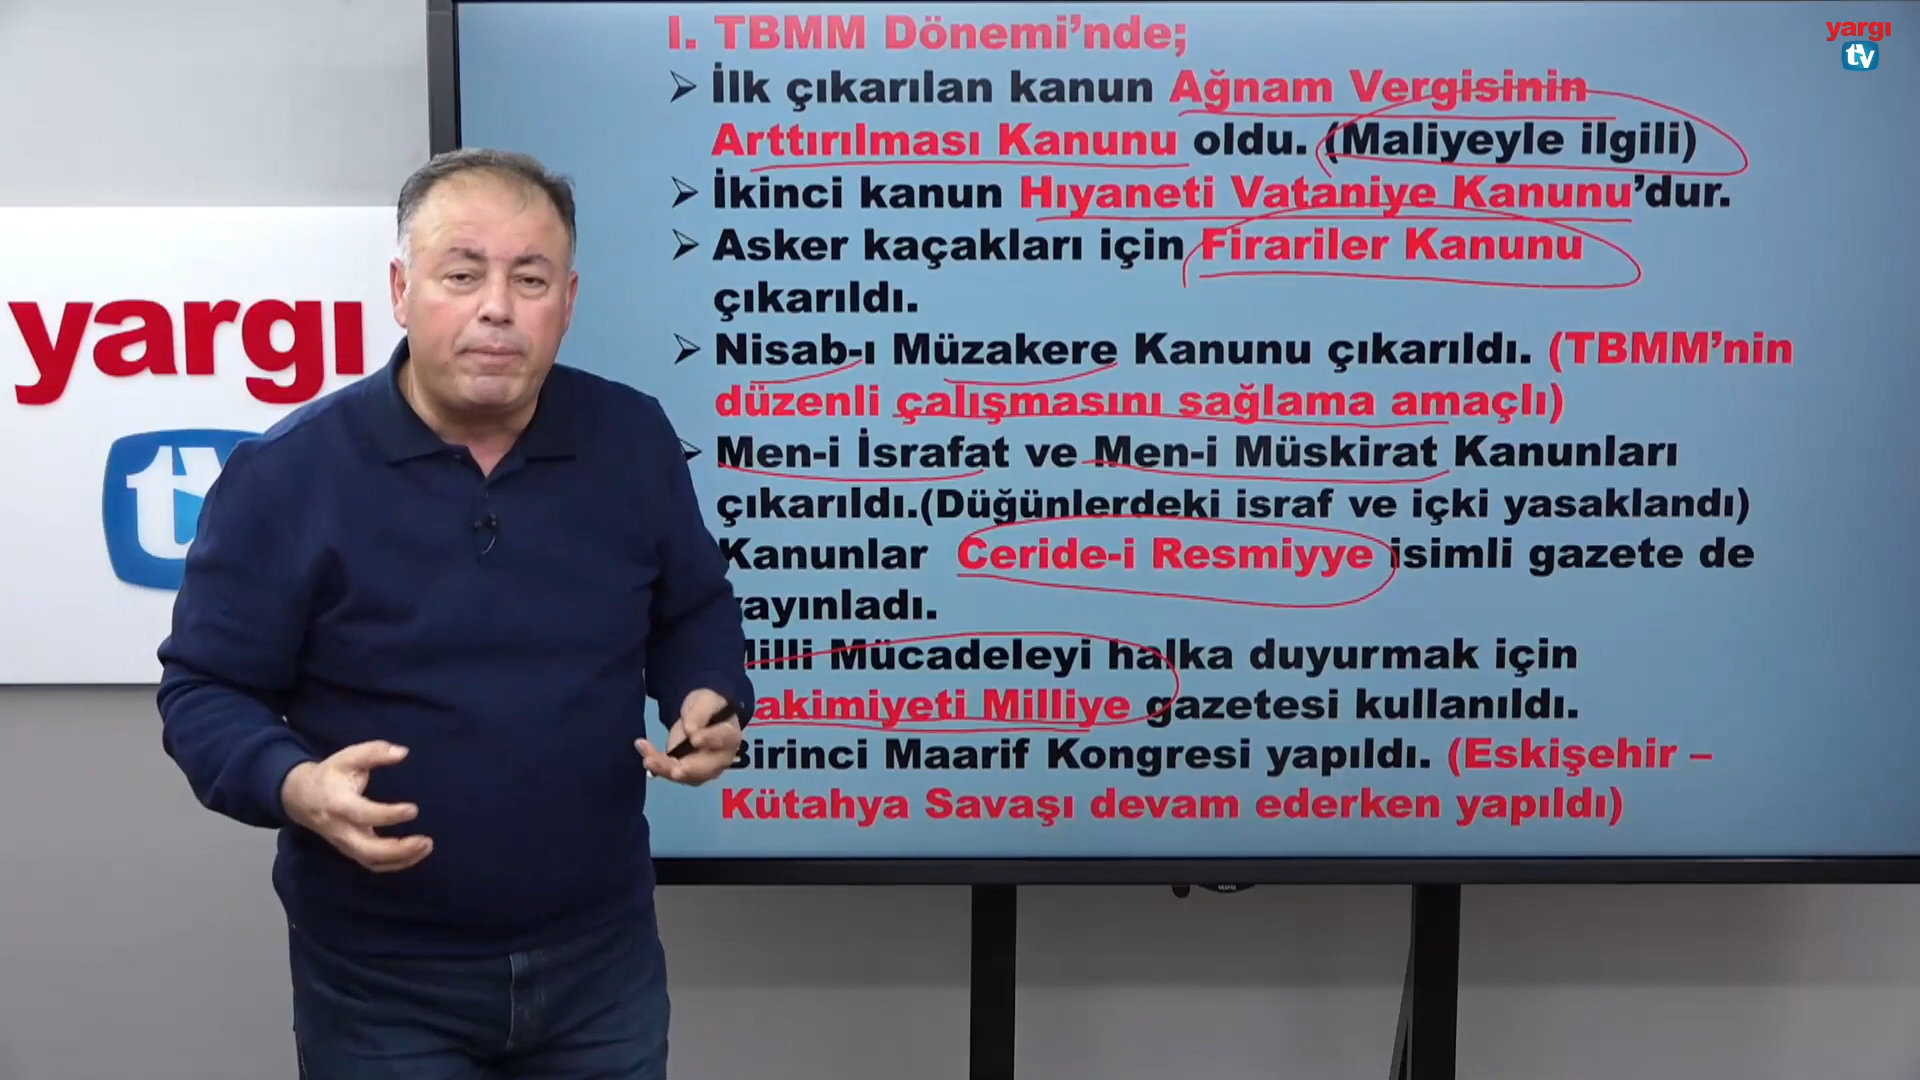 yargı
tv
yargı
I. TBMM Dönemi’nde;
İlk çıkarılan kanun Ağnam Vergisinin
Arttırılması Kanunu oldu. (Maliyeyle ilgili)
İkinci kanun Hıyaneti Vataniye Kanunu’dur.
Asker kaçakları için Firariler Kanunu
çıkarıldı.
Nisab-ı Müzakere Kanunu çıkarıldı. (TBMM’nin
düzenli çalışmasını sağlama amaçlı)
Men-i İsrafat ve Men-i Müskirat Kanunları
çıkarıldı.(Düğünlerdeki israf ve içki yasaklandı)
Kanunlar Ceride-i Resmiyye isimli gazete de
yayınladı.
Milli Mücadeleyi halka duyurmak için
akimiyeti Milliye gazetesi kullanıldı.
Birinci Maarif Kongresi yapıldı. (Eskişehir –
Kütahya Savaşı devam ederken yapıldı)